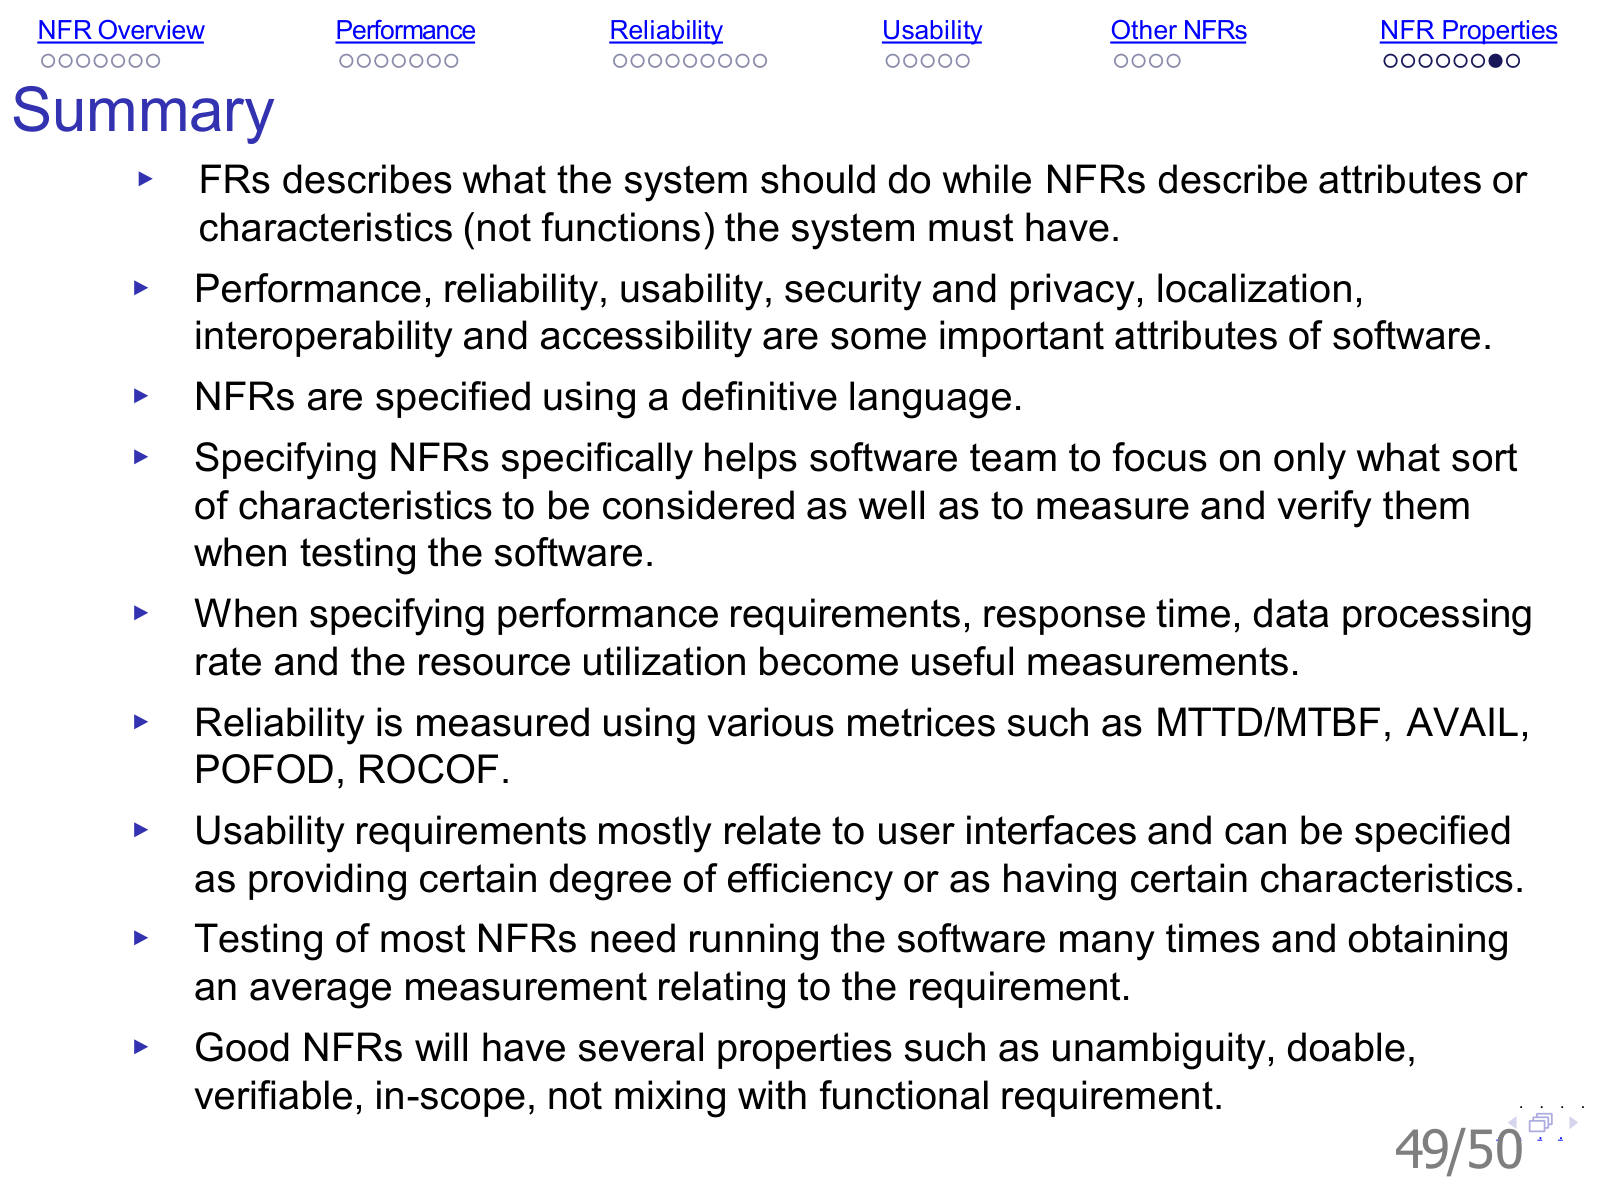 NFR Overview Performance Reliability Usability Other NFRs NFR Properties
Summary
FRs describes what the system should do while NFRs describe attributes or
characteristics (not functions) the system must have.
Performance, reliability, usability, security and privacy, localization,
interoperability and accessibility are some important attributes of software.
NFRs are specified using a definitive language.
Specifying NFRs specifically helps software team to focus on only what sort
of characteristics to be considered as well as to measure and verify them
when testing the software.
When specifying performance requirements, response time, data processing
rate and the resource utilization become useful measurements.
Reliability is measured using various metrices such as MTTD/MTBF, AVAIL,
POFOD, ROCOF.
Usability requirements mostly relate to user interfaces and can be specified
as providing certain degree of efficiency or as having certain characteristics.
Testing of most NFRs need running the software many times and obtaining
an average measurement relating to the requirement.
Good NFRs will have several properties such as unambiguity, doable,
verifiable, in-scope, not mixing with functional requirement.
49/50